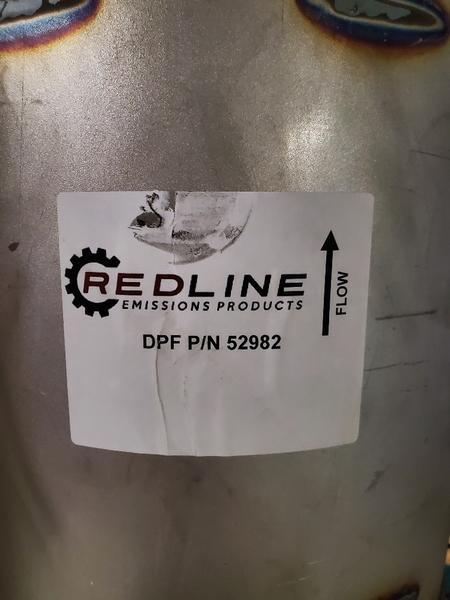 REDLINE
EMISSIONS PRODUCTS
FLOW
DPF P/N 52982